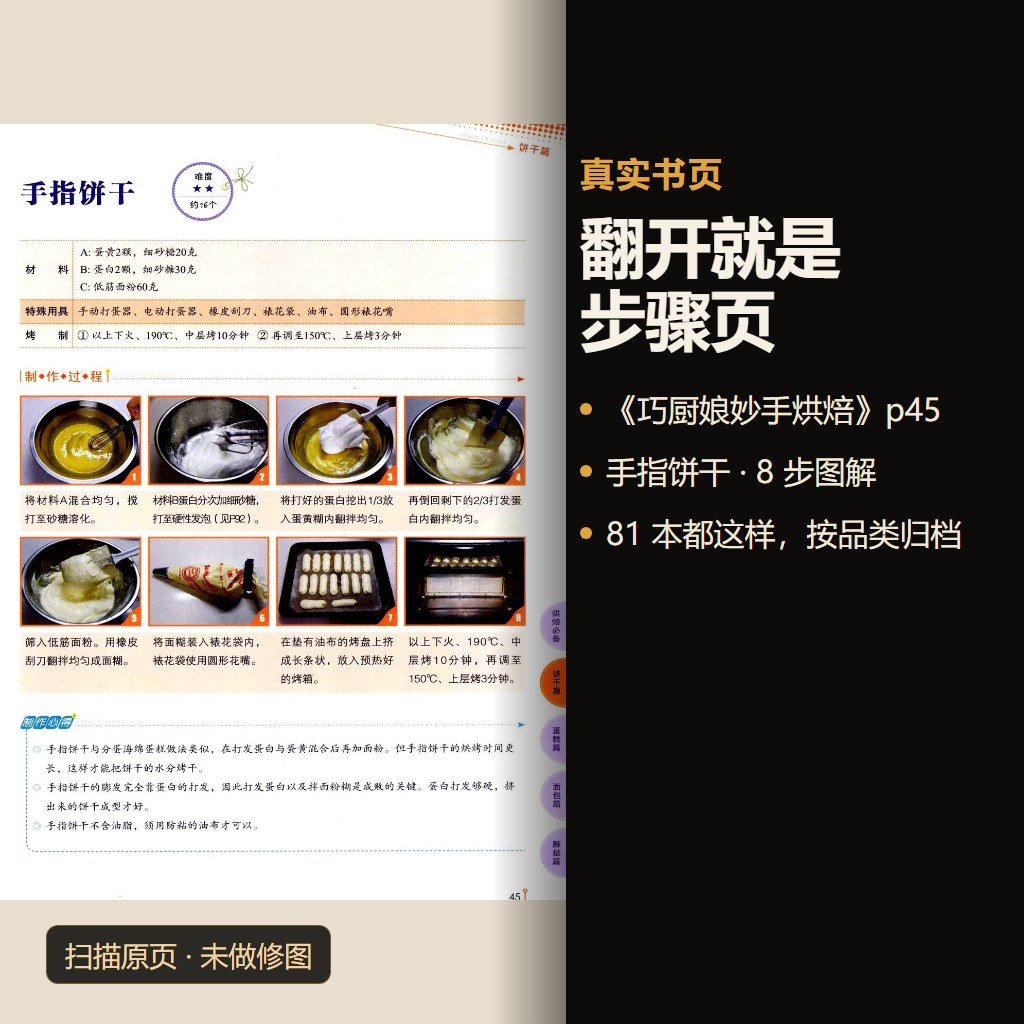 饼干篇
手指饼干
难度
★★
约16个
材 料
A: 蛋黄2颗，细砂糖20克
B: 蛋白2颗，细砂糖30克
C: 低筋面粉60克
特殊用具 手动打蛋器、电动打蛋器、橡皮刮刀、裱花袋、油布、圆形裱花嘴
烤 制 ① 以上下火、190℃、中层烤10分钟 ② 再调至150℃、上层烤3分钟
制◆作◆过◆程
1
2
3
4
将材料A混合均匀，搅
打至砂糖溶化。
材料B蛋白分次加细砂糖，
打至硬性发泡（见P92）。
将打好的蛋白挖出1/3放
入蛋黄糊内翻拌均匀。
再倒回剩下的2/3打发蛋
白内翻拌均匀。
5
6
7
8
筛入低筋面粉。用橡皮
刮刀翻拌均匀成面糊。
将面糊装入裱花袋内，
裱花袋使用圆形花嘴。
在垫有油布的烤盘上挤
成长条状，放入预热好
的烤箱。
以上下火、190℃、中
层烤10分钟，再调至
150℃、上层烤3分钟。
制作心得
手指饼干与分蛋海绵蛋糕做法类似，在打发蛋白与蛋黄混合后再加面粉。但手指饼干的烘烤时间更
长，这样才能把饼干的水分烤干。
手指饼干的膨发完全靠蛋白的打发，因此打发蛋白以及拌面粉糊是成败的关键。蛋白打发够硬，挤
出来的饼干成型才好。
手指饼干不含油脂，须用防粘的油布才可以。
烘焙必备
饼干篇
蛋糕篇
面包篇
酥挞篇
45
扫描原页 · 未做修图
真实书页
翻开就是
步骤页
《巧厨娘妙手烘焙》p45
手指饼干 · 8 步图解
81 本都这样，按品类归档